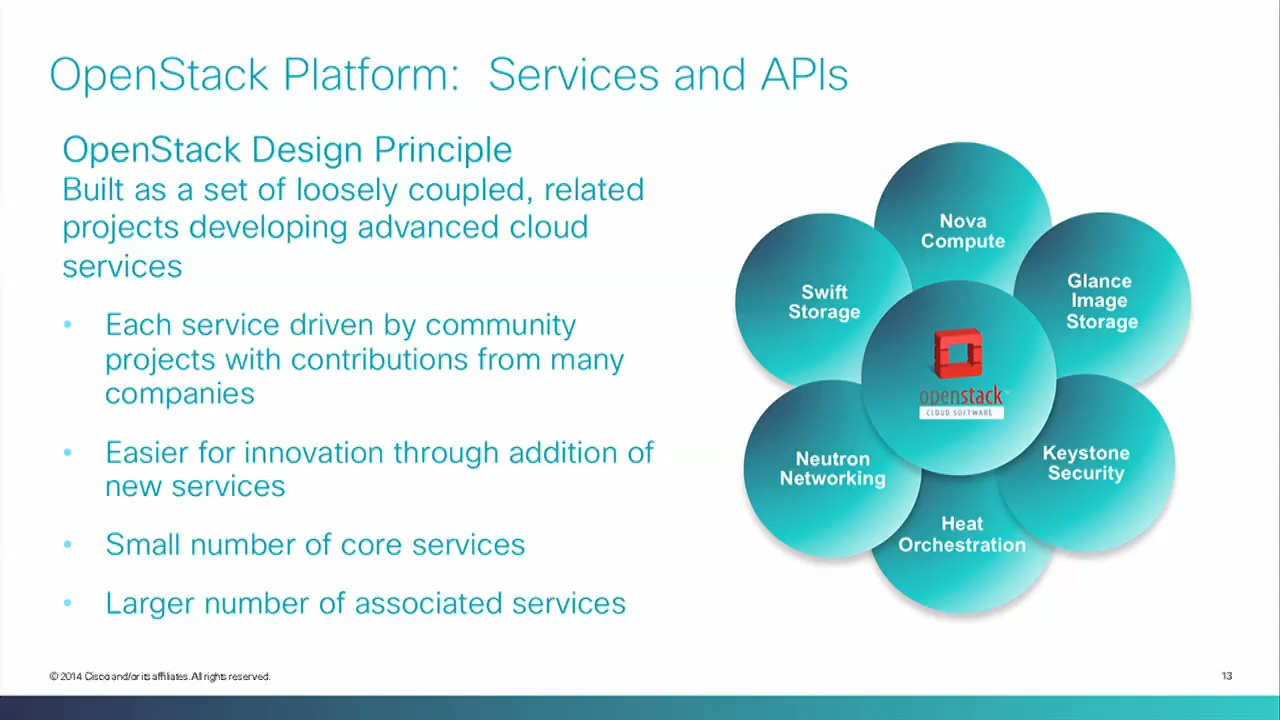 OpenStack Platform:  Services and APIs
OpenStack Design Principle
Built as a set of loosely coupled, related
projects developing advanced cloud
services
• Each service driven by community
projects with contributions from many
companies
• Easier for innovation through addition of
new services
• Small number of core services
• Larger number of associated services
Nova
Compute
Swift
Storage
Glance
Image
Storage
openstack™
CLOUD SOFTWARE
Neutron
Networking
Keystone
Security
Heat
Orchestration
© 2014 Cisco and/or its affiliates. All rights reserved.
13